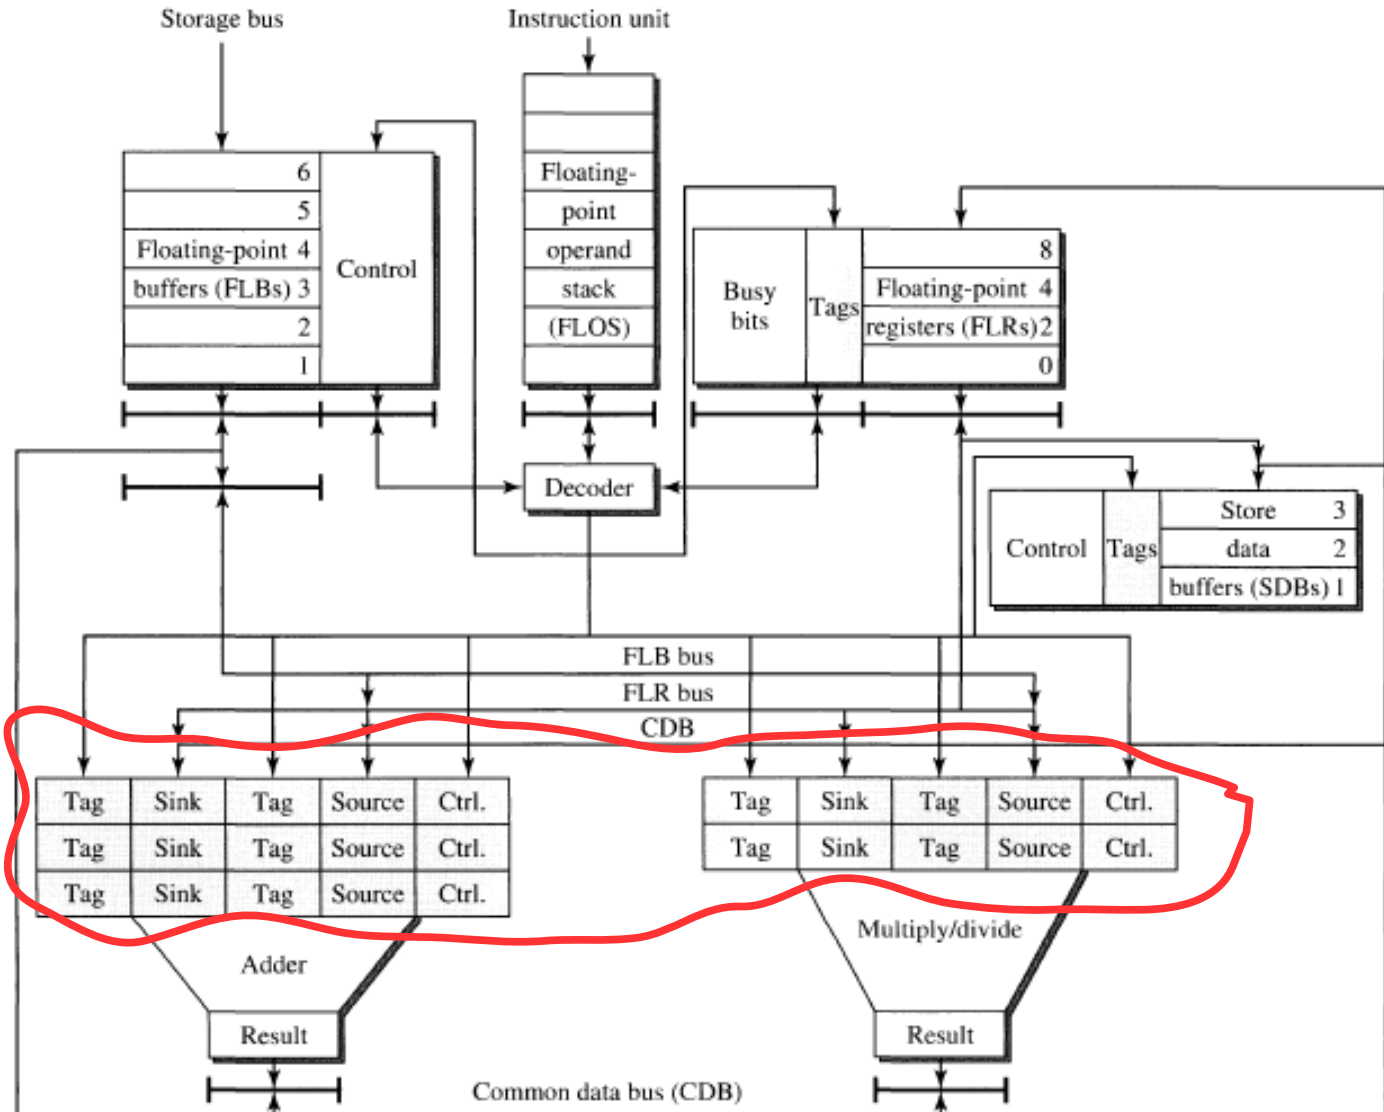 Storage bus
Instruction unit
6
5
Floating-point 4
buffers (FLBs) 3
2
1
Control
Floating-
point
operand
stack
(FLOS)
Busy
bits
Tags
8
Floating-point 4
registers (FLRs) 2
0
Decoder
Control
Tags
Store 3
data 2
buffers (SDBs) 1
FLB bus
FLR bus
CDB
Tag Sink Tag Source Ctrl.
Tag Sink Tag Source Ctrl.
Tag Sink Tag Source Ctrl.
Tag Sink Tag Source Ctrl.
Tag Sink Tag Source Ctrl.
Adder
Multiply/divide
Result
Result
Common data bus (CDB)